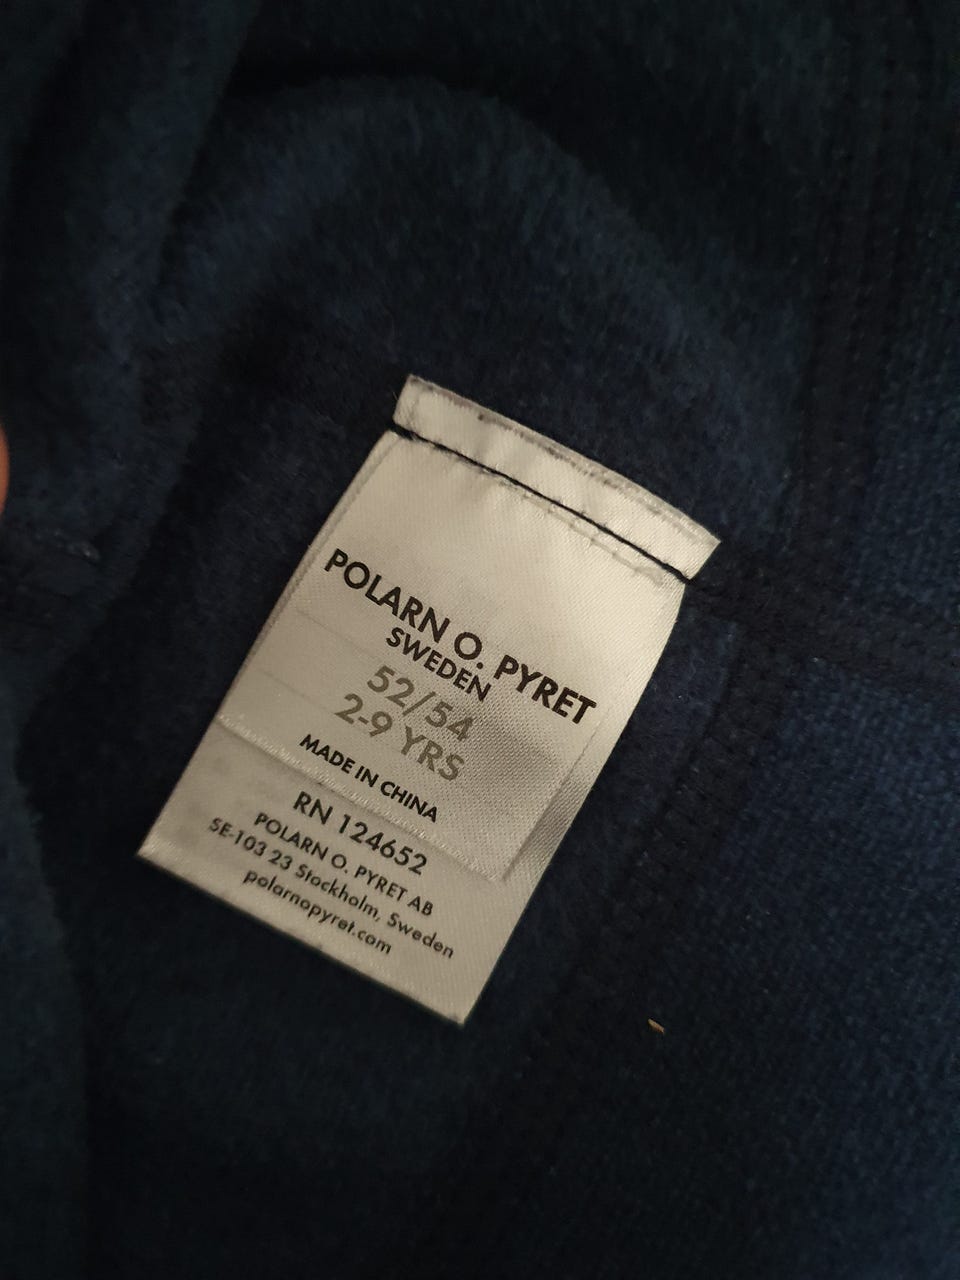 POLARN O. PYRET
SWEDEN
52/54
2-9 YRS
MADE IN CHINA
RN 124652
POLARN O. PYRET AB
SE-103 23 Stockholm, Sweden
polarnopyret.com